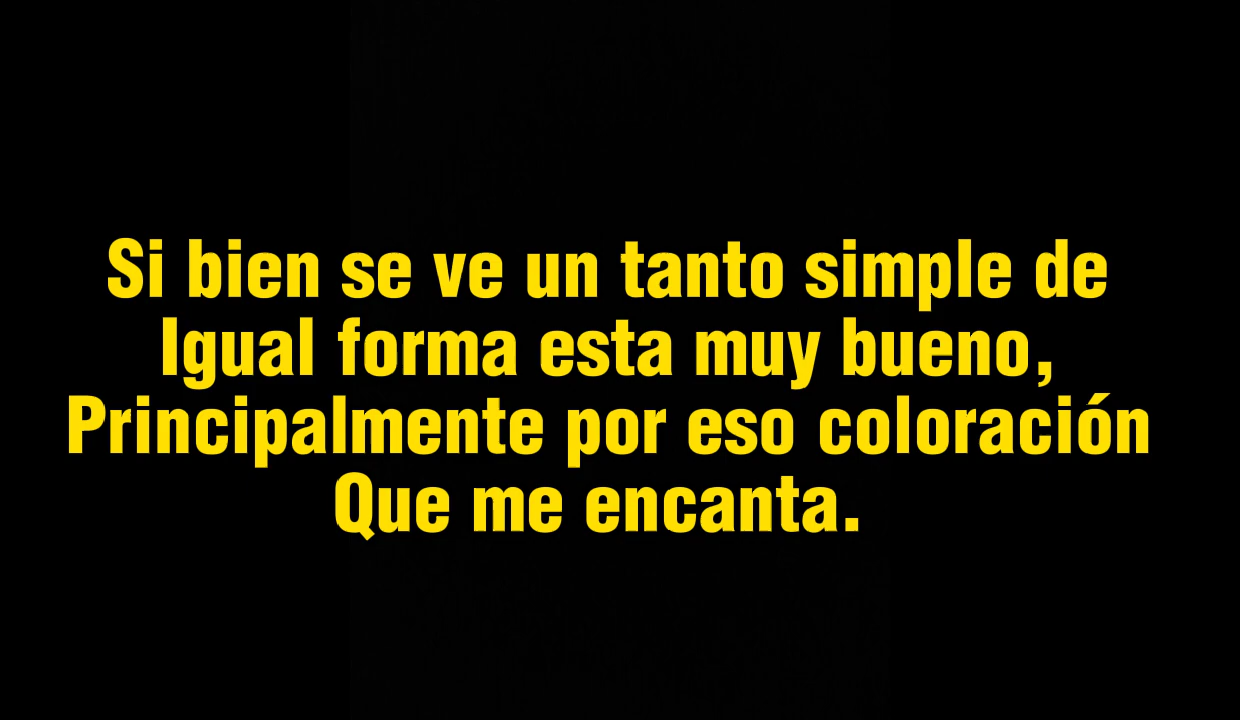 Si bien se ve un tanto simple de
Igual forma esta muy bueno,
Principalmente por eso coloración
Que me encanta.